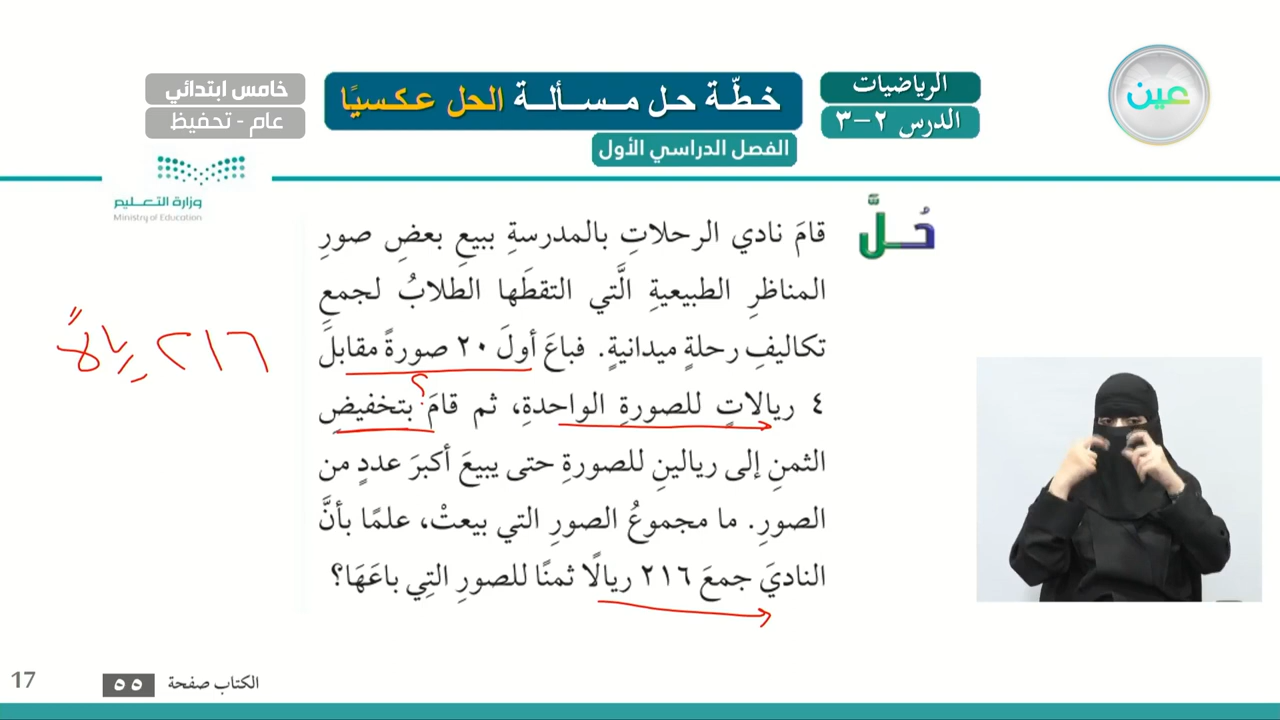 عين
الرياضيات
الدرس ٢-٣
خطّة حل مسألة الحل عكسيًا
الفصل الدراسي الأول
خامس ابتدائي
عام - تحفيظ
وزارة التعليم
Ministry of Education
حُلَّ
قامَ نادي الرحلاتِ بالمدرسةِ ببيعِ بعضِ صورِ
المناظرِ الطبيعيةِ الَّتي التقطَها الطلابُ لجمعِ
تكاليفِ رحلةٍ ميدانيةٍ. فباعَ أولَ ٢٠ صورةً مقابلَ
٤ ريالاتٍ للصورةِ الواحدةِ، ثم قامَ بتخفيضِ
؟
الثمنِ إلى ريالينِ للصورةِ حتى يبيعَ أكبرَ عددٍ من
الصورِ. ما مجموعُ الصورِ التي بيعتْ، علمًا بأنَّ
الناديَ جمعَ ٢١٦ ريالًا ثمنًا للصورِ التِي باعَهَا؟
٢١٦ ريالاً
الكتاب صفحة ٥٥
17